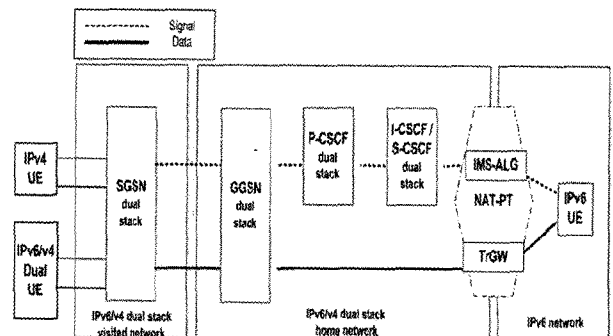 Signal
Data
IPv4
UE
IPv6/v4
Dual
UE
SGSN
dual
stack
GGSN
dual
stack
P-CSCF
dual
stack
I-CSCF /
S-CSCF
dual
stack
IMS-ALG
NAT-PT
TrGW
IPv6
UE
IPv6/v4 dual stack
visited network
IPv6/v4 dual stack
home network
IPv6 network